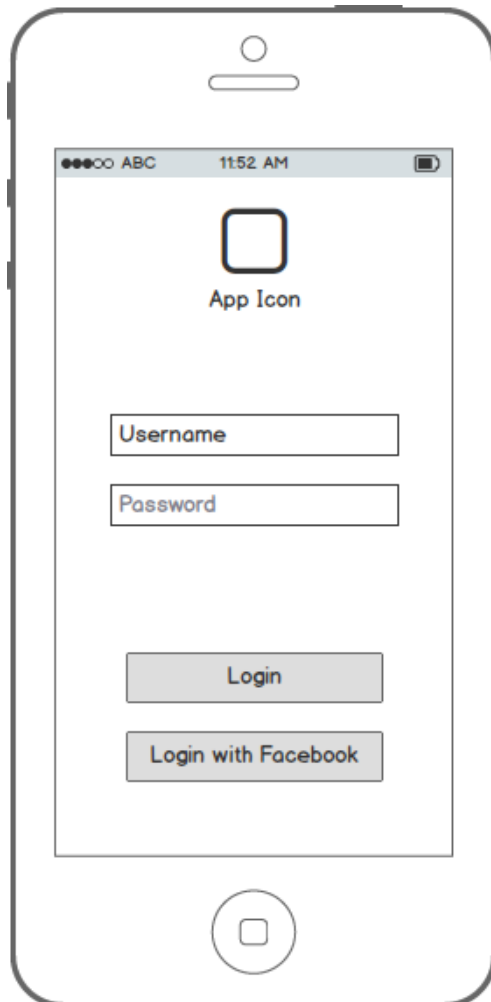 ABC 11:52 AM
App Icon
Username
Password
Login
Login with Facebook